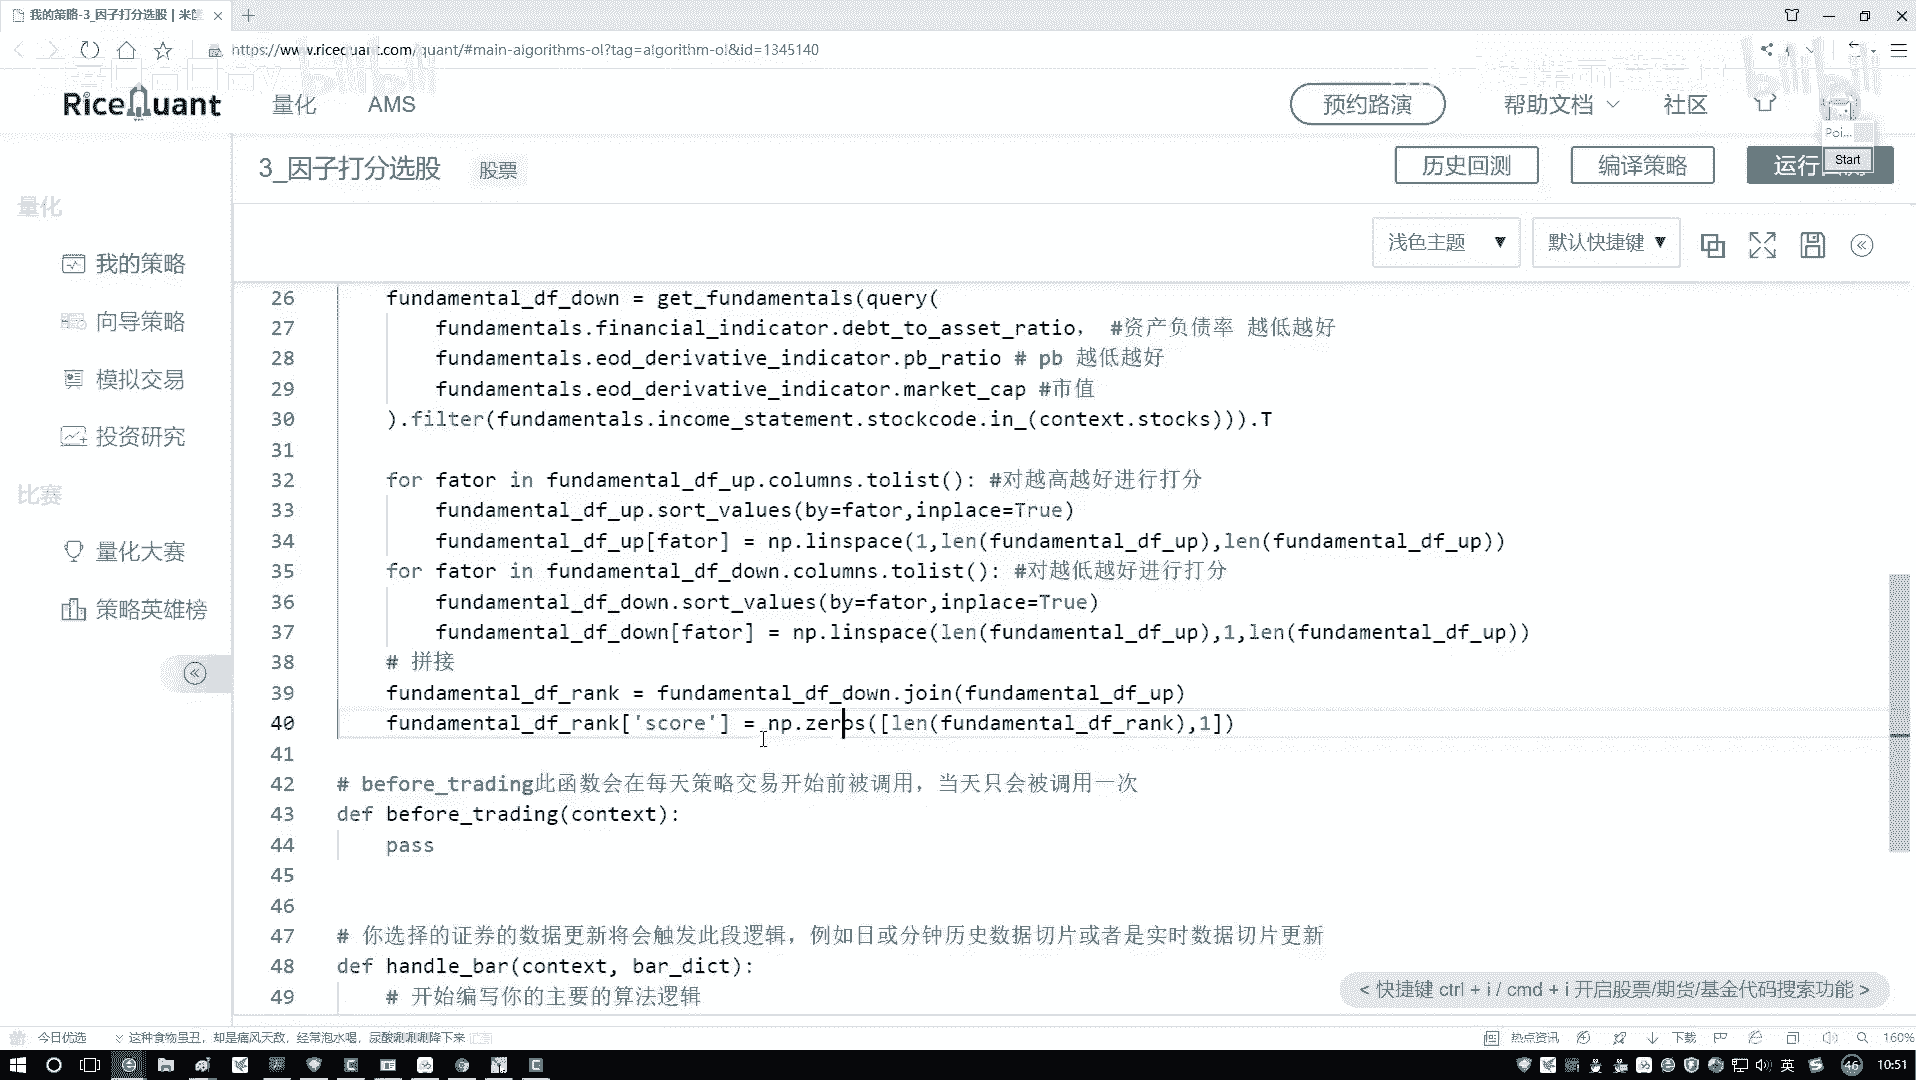 我的策略-3_因子打分选股 | 米筐
https://www.ricequant.com/quant/#main-algorithms-ol?tag=algorithm-ol&id=1345140
bilibili
RiceQuant
量化
AMS
预约路演
帮助文档
社区
Poi...
Start
3_因子打分选股
股票
历史回测
编译策略
运行回测
量化
我的策略
向导策略
模拟交易
投资研究
比赛
量化大赛
策略英雄榜
浅色主题
默认快捷键
26 fundamental_df_down = get_fundamentals(query(
27 fundamentals.financial_indicator.debt_to_asset_ratio， #资产负债率 越低越好
28 fundamentals.eod_derivative_indicator.pb_ratio # pb 越低越好
29 fundamentals.eod_derivative_indicator.market_cap #市值
30 ).filter(fundamentals.income_statement.stockcode.in_(context.stocks))).T
31
32 for fator in fundamental_df_up.columns.tolist(): #对越高越好进行打分
33 fundamental_df_up.sort_values(by=fator,inplace=True)
34 fundamental_df_up[fator] = np.linspace(1,len(fundamental_df_up),len(fundamental_df_up))
35 for fator in fundamental_df_down.columns.tolist(): #对越低越好进行打分
36 fundamental_df_down.sort_values(by=fator,inplace=True)
37 fundamental_df_down[fator] = np.linspace(len(fundamental_df_up),1,len(fundamental_df_up))
38 # 拼接
39 fundamental_df_rank = fundamental_df_down.join(fundamental_df_up)
40 fundamental_df_rank['score'] = np.zeros([len(fundamental_df_rank),1])
41
42 # before_trading此函数会在每天策略交易开始前被调用，当天只会被调用一次
43 def before_trading(context):
44 pass
45
46
47 # 你选择的证券的数据更新将会触发此段逻辑，例如日或分钟历史数据切片或者是实时数据切片更新
48 def handle_bar(context, bar_dict):
49 # 开始编写你的主要的算法逻辑
< 快捷键 ctrl + i / cmd + i 开启股票/期货/基金代码搜索功能 >
今日优选
这种食物虽丑，却是痛风天敌，经常泡水喝，尿酸唰唰唰降下来
热点资讯
下载
160%
英
46
10:51